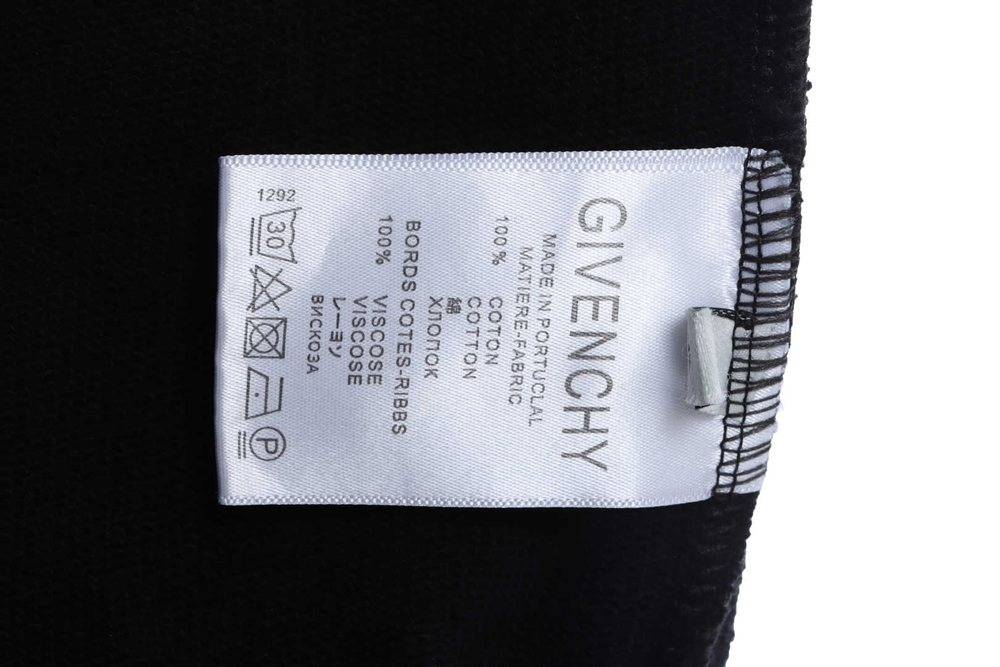 GIVENCHY
MADE IN PORTUCLAL
MATIERE-FABRIC
100 %
COTON
COTTON
綿
ХЛОПОК
BORDS COTES-RIBBS
100%
VISCOSE
VISCOSE
レーヨン
ВИСКОЗА
1292
30
P